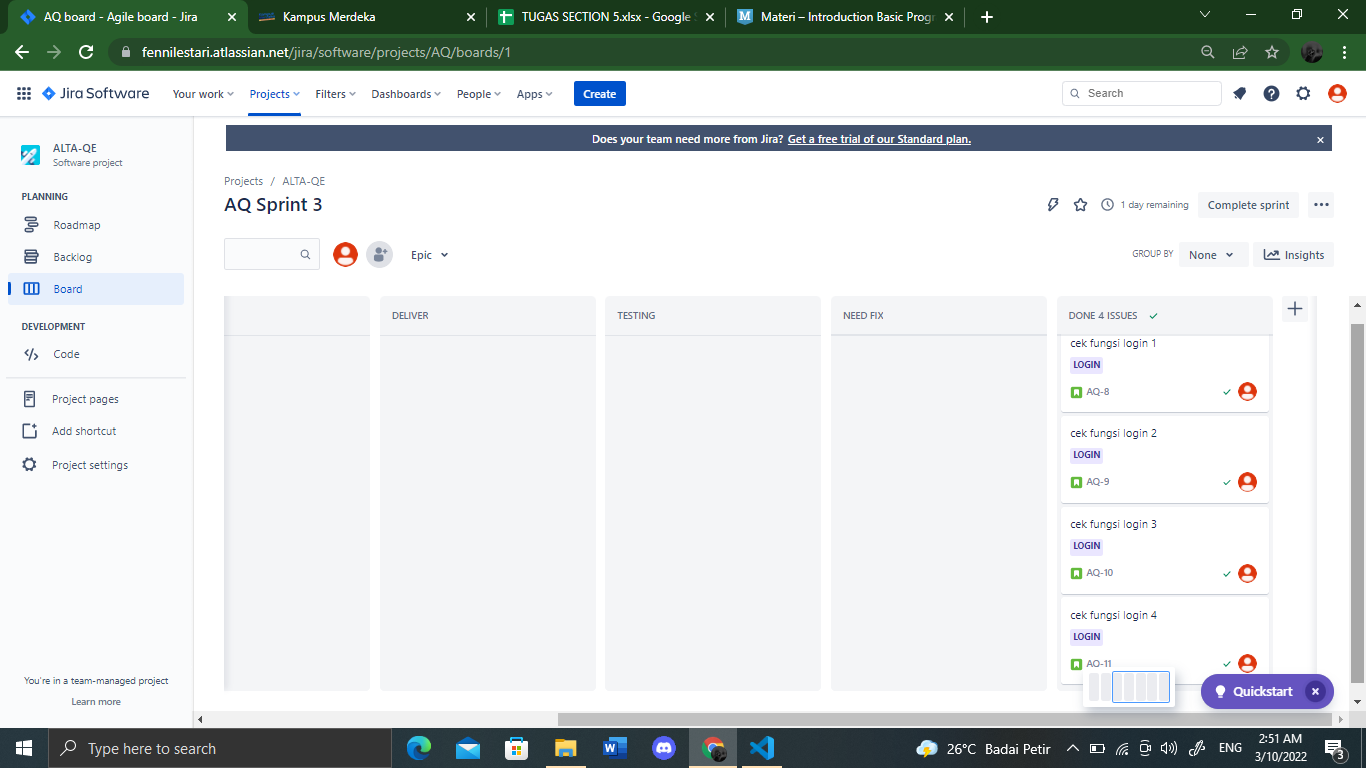 AQ board - Agile board - Jira
Kampus Merdeka
TUGAS SECTION 5.xlsx - Google
Materi – Introduction Basic Progr
fennilestari.atlassian.net/jira/software/projects/AQ/boards/1
Jira Software
Your work
Projects
Filters
Dashboards
People
Apps
Create
Search
ALTA-QE
Software project
PLANNING
Roadmap
Backlog
Board
DEVELOPMENT
Code
Project pages
Add shortcut
Project settings
You're in a team-managed project
Learn more
Does your team need more from Jira? Get a free trial of our Standard plan.
Projects / ALTA-QE
AQ Sprint 3
1 day remaining
Complete sprint
Epic
GROUP BY
None
Insights
DELIVER
TESTING
NEED FIX
DONE 4 ISSUES
cek fungsi login 1
LOGIN
AQ-8
cek fungsi login 2
LOGIN
AQ-9
cek fungsi login 3
LOGIN
AQ-10
cek fungsi login 4
LOGIN
AQ-11
Quickstart
Type here to search
26°C Badai Petir
ENG
2:51 AM
3/10/2022
3